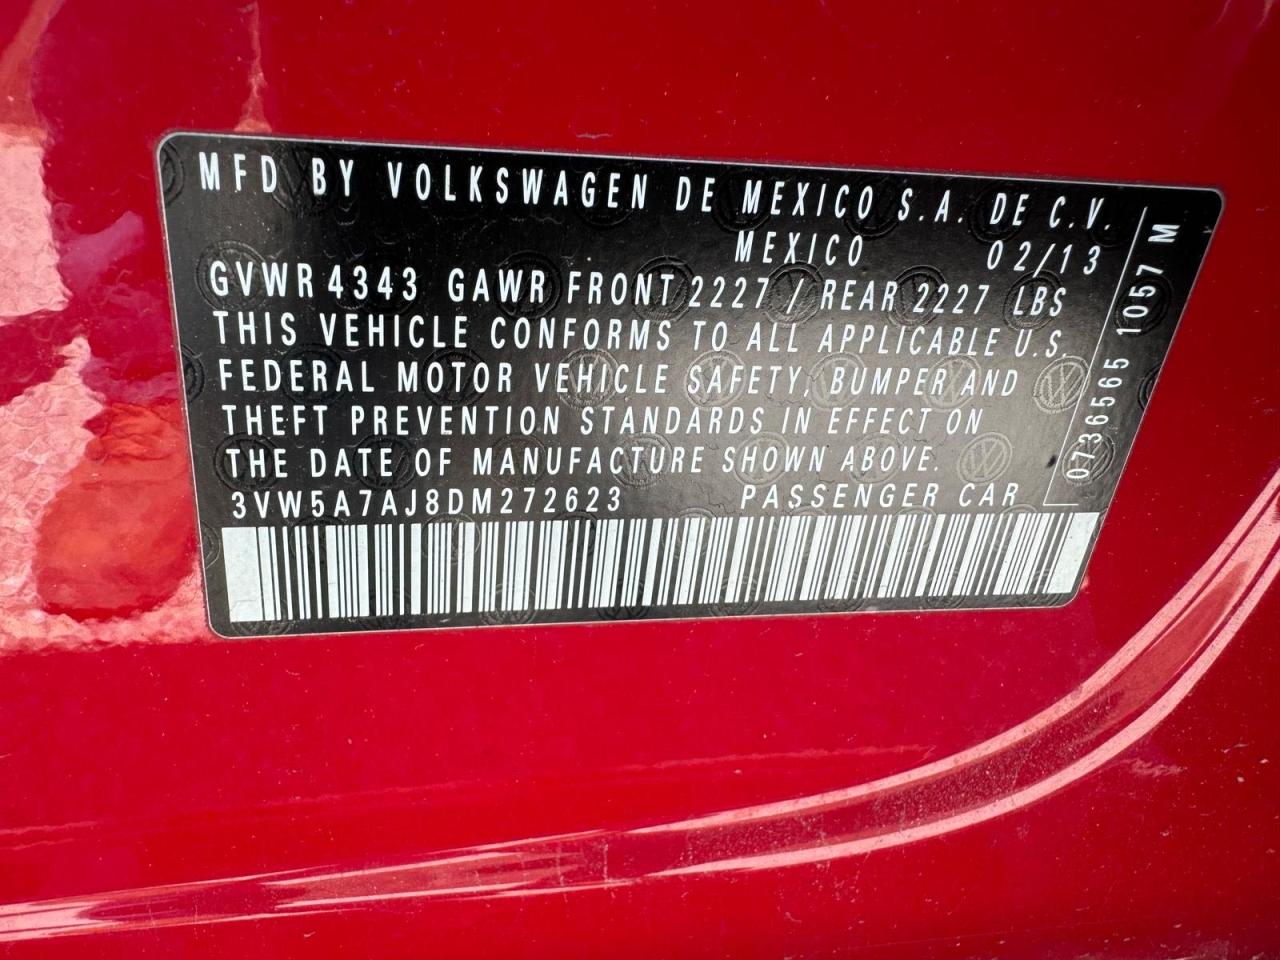 MFD BY VOLKSWAGEN DE MEXICO S.A. DE C.V.
MEXICO 02/13
GVWR 4343 GAWR FRONT 2227 / REAR 2227 LBS
THIS VEHICLE CONFORMS TO ALL APPLICABLE U.S.
FEDERAL MOTOR VEHICLE SAFETY, BUMPER AND
THEFT PREVENTION STANDARDS IN EFFECT ON
THE DATE OF MANUFACTURE SHOWN ABOVE.
3VW5A7AJ8DM272623 PASSENGER CAR
0736565 1057 M